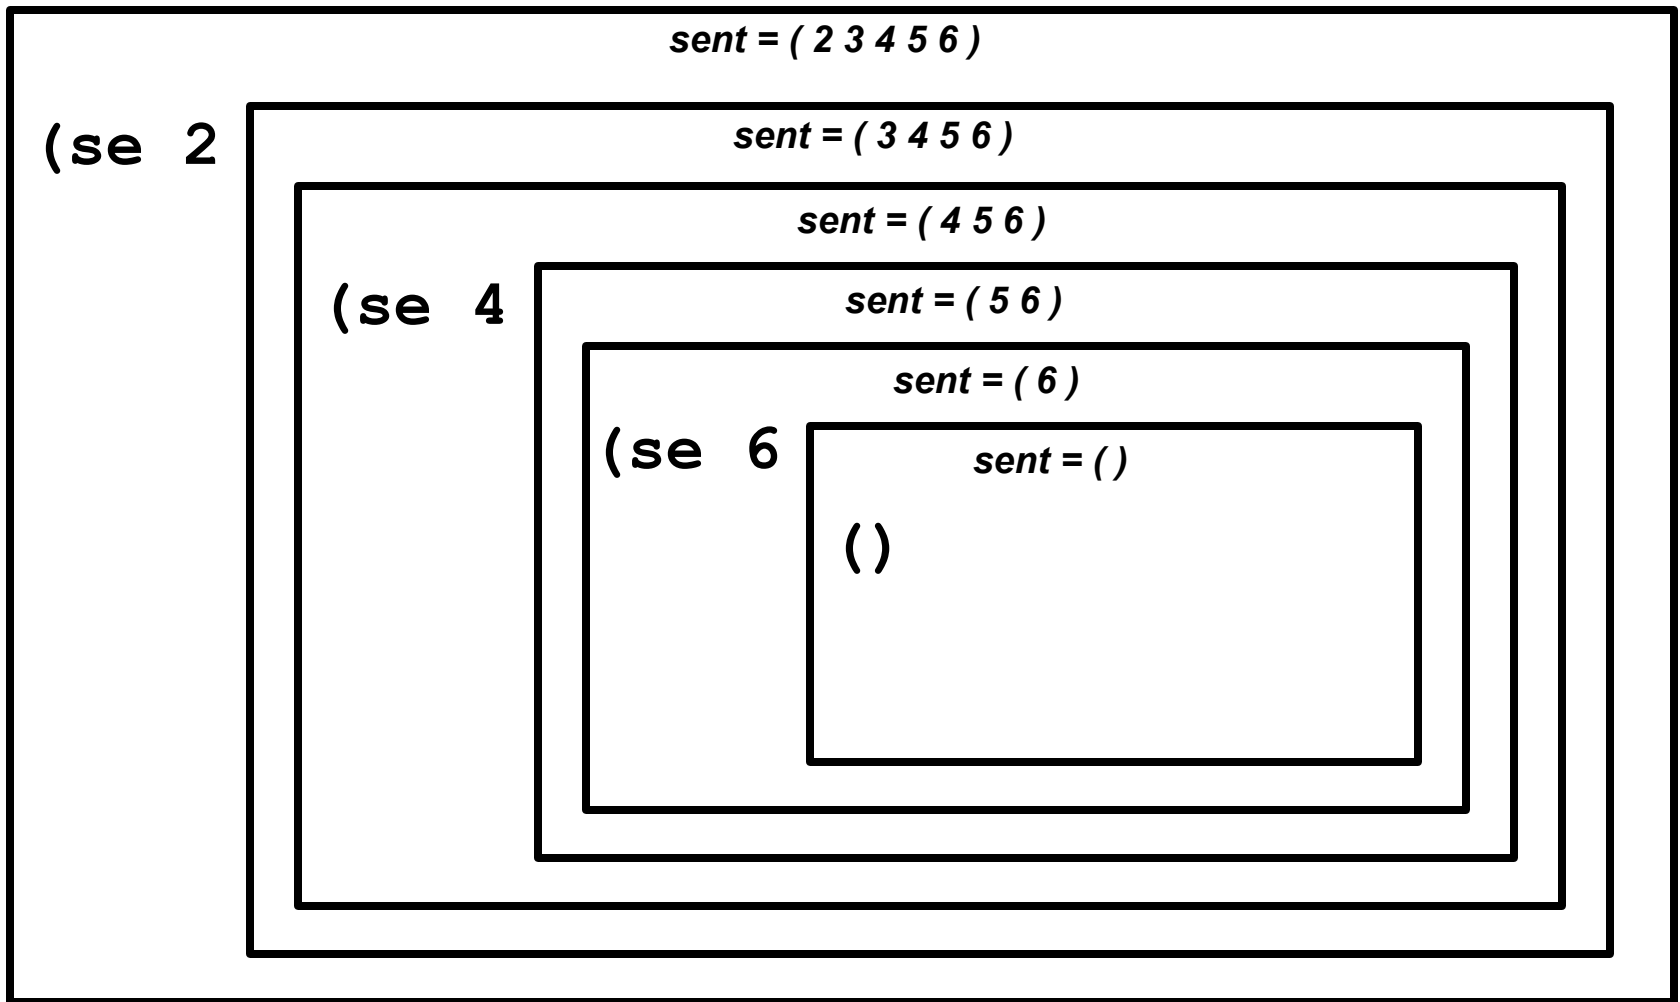 sent = ( 2 3 4 5 6 )
(se 2
sent = ( 3 4 5 6 )
sent = ( 4 5 6 )
(se 4
sent = ( 5 6 )
sent = ( 6 )
(se 6
sent = ( )
()